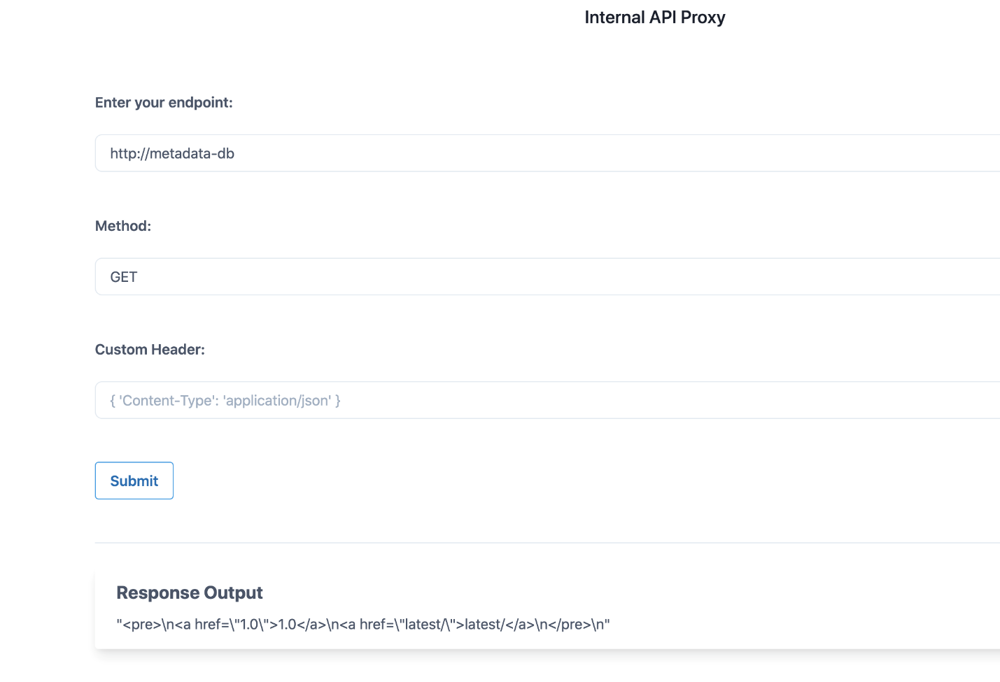 Internal API Proxy
Enter your endpoint:
http://metadata-db
Method:
GET
Custom Header:
{ 'Content-Type': 'application/json' }
Submit
Response Output
"<pre>\n<a href=\"1.0\">1.0</a>\n<a href=\"latest/\">latest/</a>\n</pre>\n"